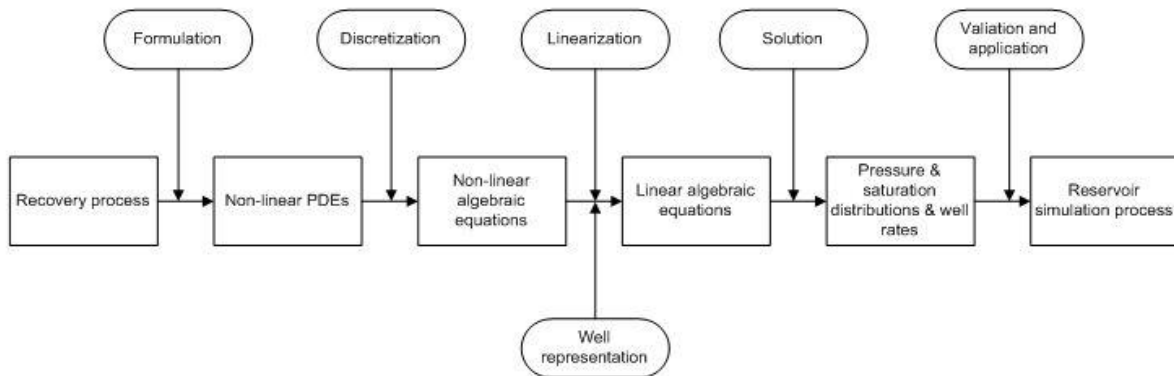 Formulation
Discretization
Linearization
Solution
Valiation and
application
Recovery process
Non-linear PDEs
Non-linear
algebraic
equations
Linear algebraic
equations
Pressure &
saturation
distributions & well
rates
Reservoir
simulation process
Well
representation